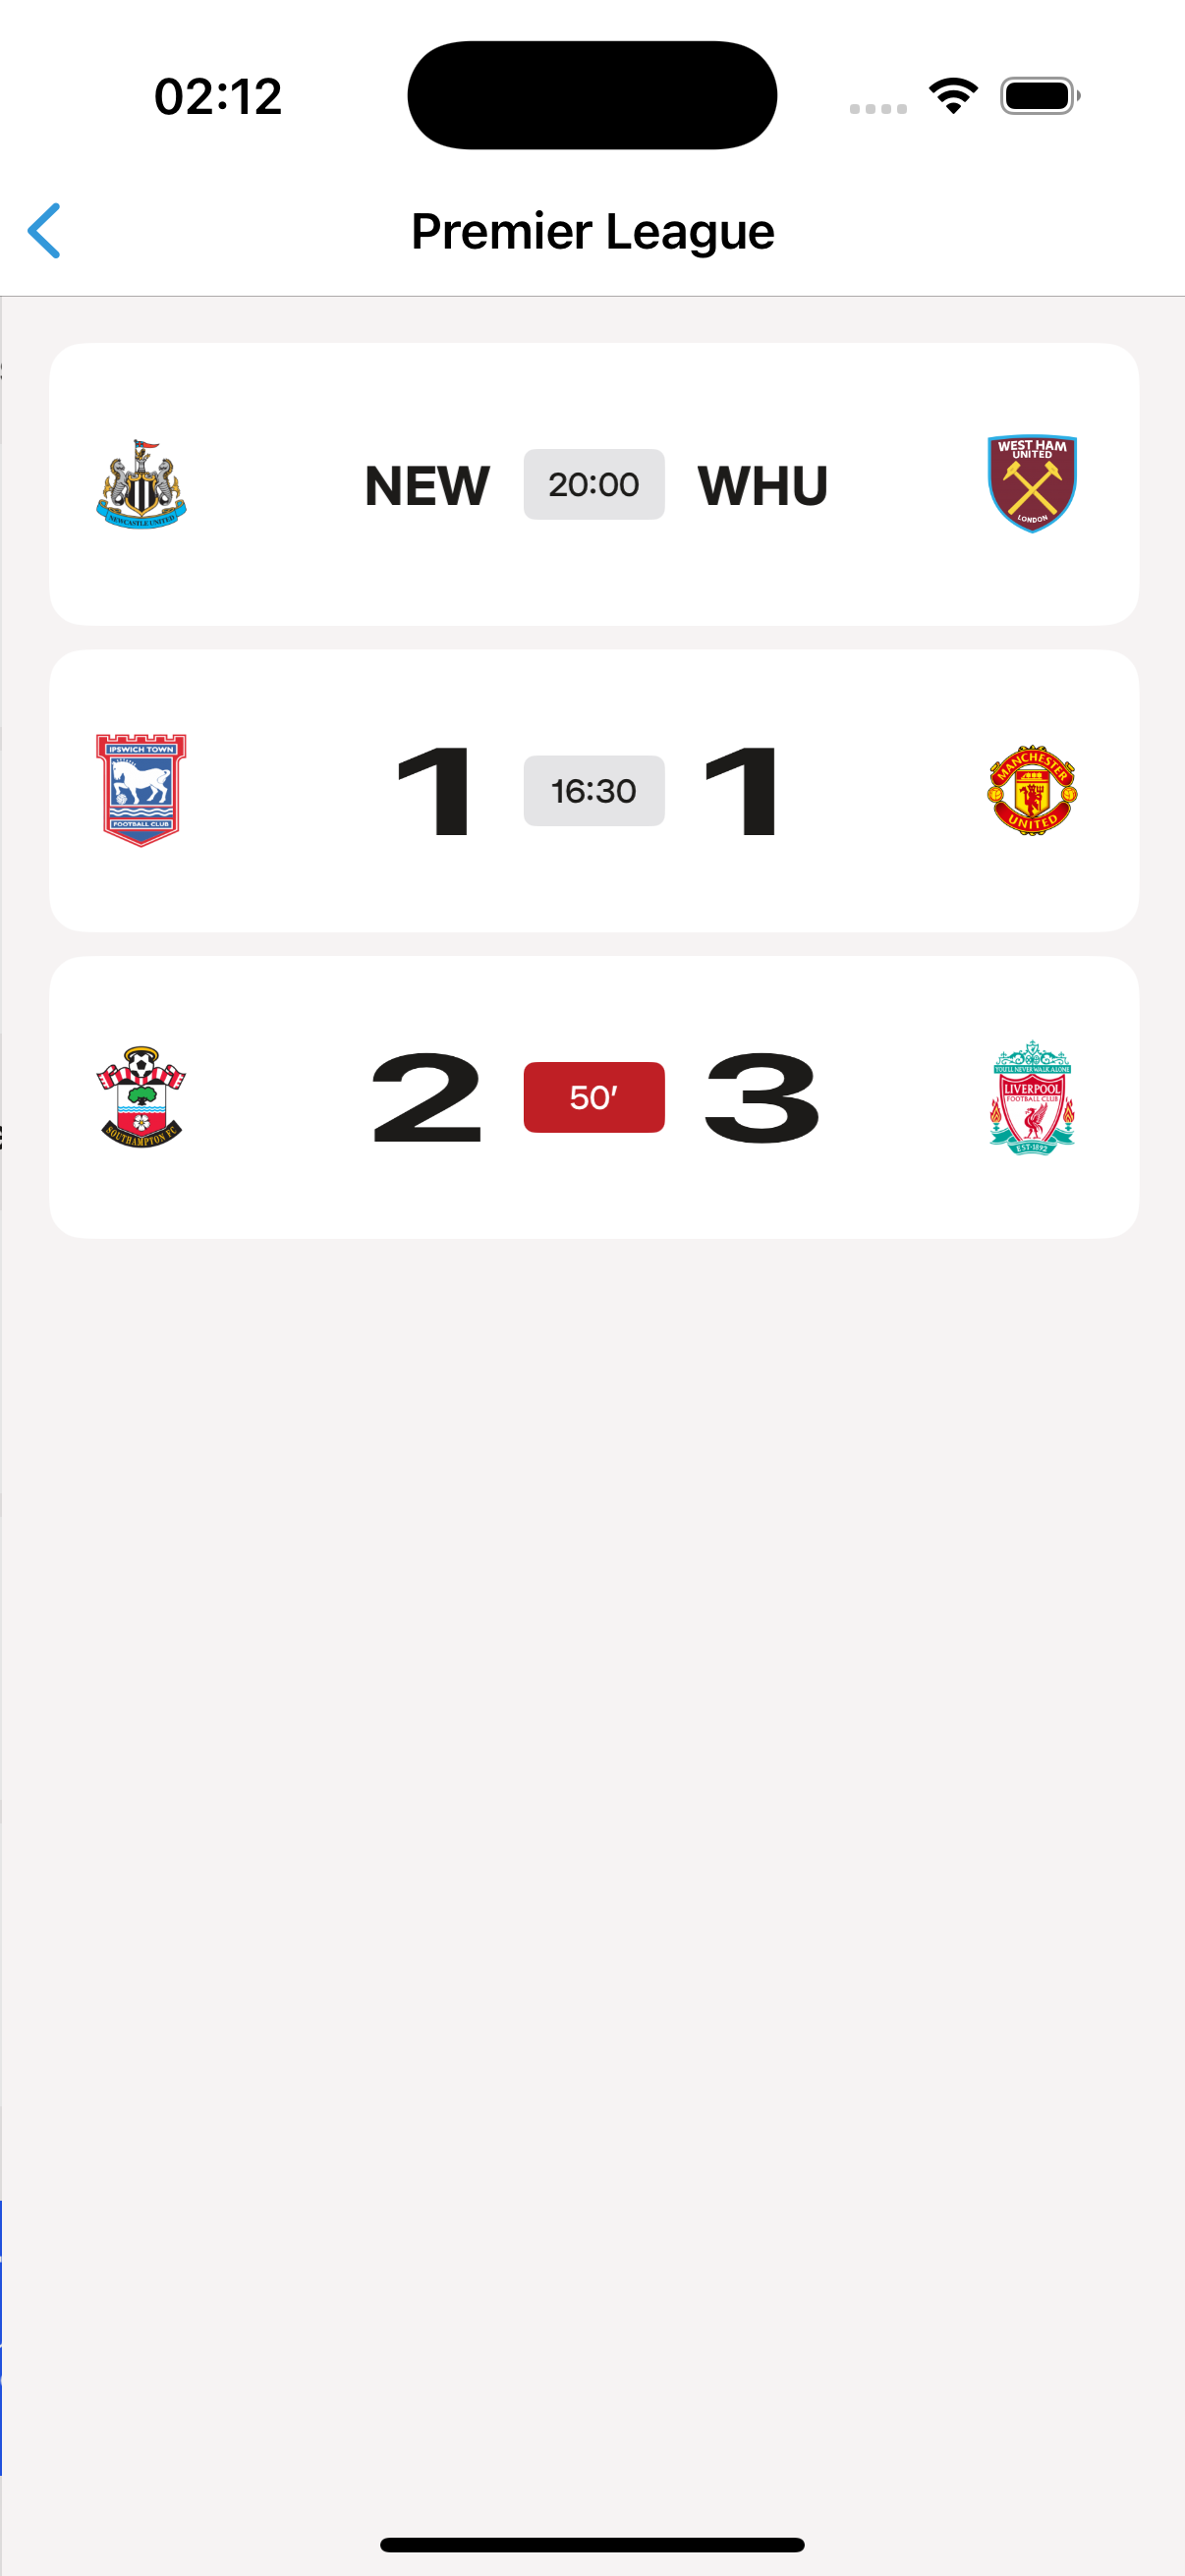 02:12
Premier League
NEWCASTLE UNITED
NEW 20:00 WHU
WEST HAM
UNITED
LONDON
IPSWICH TOWN
FOOTBALL CLUB
1 16:30 1
MANCHESTER
UNITED
SOUTHAMPTON FC
2 50’ 3
YOU'LL NEVER WALK ALONE
LIVERPOOL
FOOTBALL CLUB
EST·1892